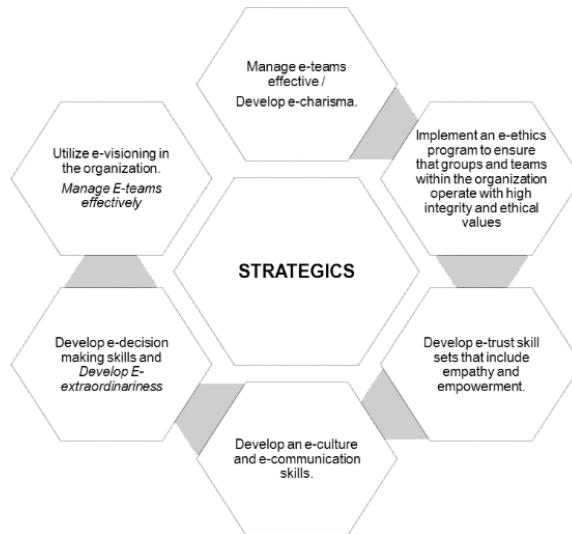 Manage e-teams
effective /
Develop e-charisma.
Implement an e-ethics
program to ensure
that groups and teams
within the organization
operate with high
integrity and ethical
values
Develop e-trust skill
sets that include
empathy and
empowerment.
Develop an e-culture
and e-communication
skills.
Develop e-decision
making skills and
Develop E-
extraordinariness
Utilize e-visioning in
the organization.
Manage E-teams
effectively
STRATEGICS